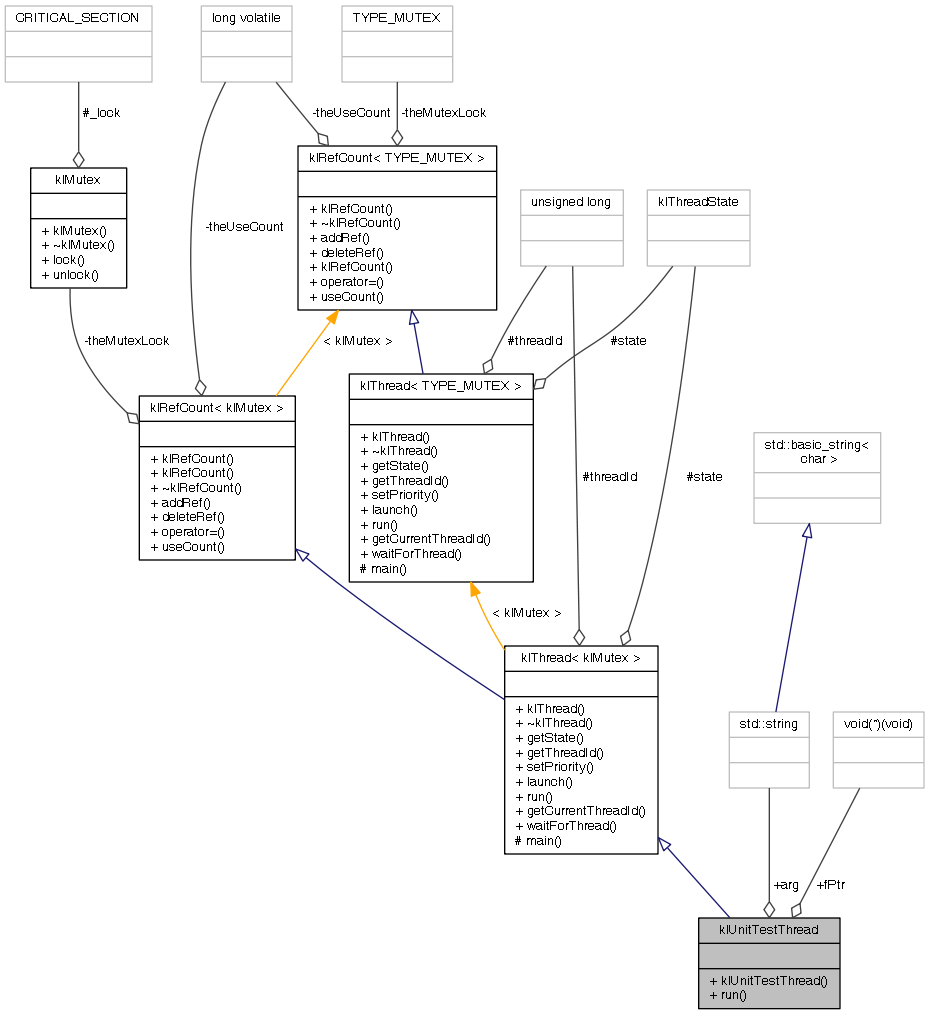 CRITICAL_SECTION
long volatile
TYPE_MUTEX
#_lock
-theUseCount
-theMutexLock
klRefCount< TYPE_MUTEX >
+ klRefCount()
+ ~klRefCount()
+ addRef()
+ deleteRef()
+ klRefCount()
+ operator=()
+ useCount()
klMutex
+ klMutex()
+ ~klMutex()
+ lock()
+ unlock()
-theUseCount
unsigned long
klThreadState
-theMutexLock
< klMutex >
#threadId
#state
klThread< TYPE_MUTEX >
+ klThread()
+ ~klThread()
+ getState()
+ getThreadId()
+ setPriority()
+ launch()
+ run()
+ getCurrentThreadId()
+ waitForThread()
# main()
klRefCount< klMutex >
+ klRefCount()
+ klRefCount()
+ ~klRefCount()
+ addRef()
+ deleteRef()
+ operator=()
+ useCount()
#threadId
#state
std::basic_string<
char >
< klMutex >
klThread< klMutex >
+ klThread()
+ ~klThread()
+ getState()
+ getThreadId()
+ setPriority()
+ launch()
+ run()
+ getCurrentThreadId()
+ waitForThread()
# main()
std::string
void(*)(void)
+arg
+fPtr
klUnitTestThread
+ klUnitTestThread()
+ run()